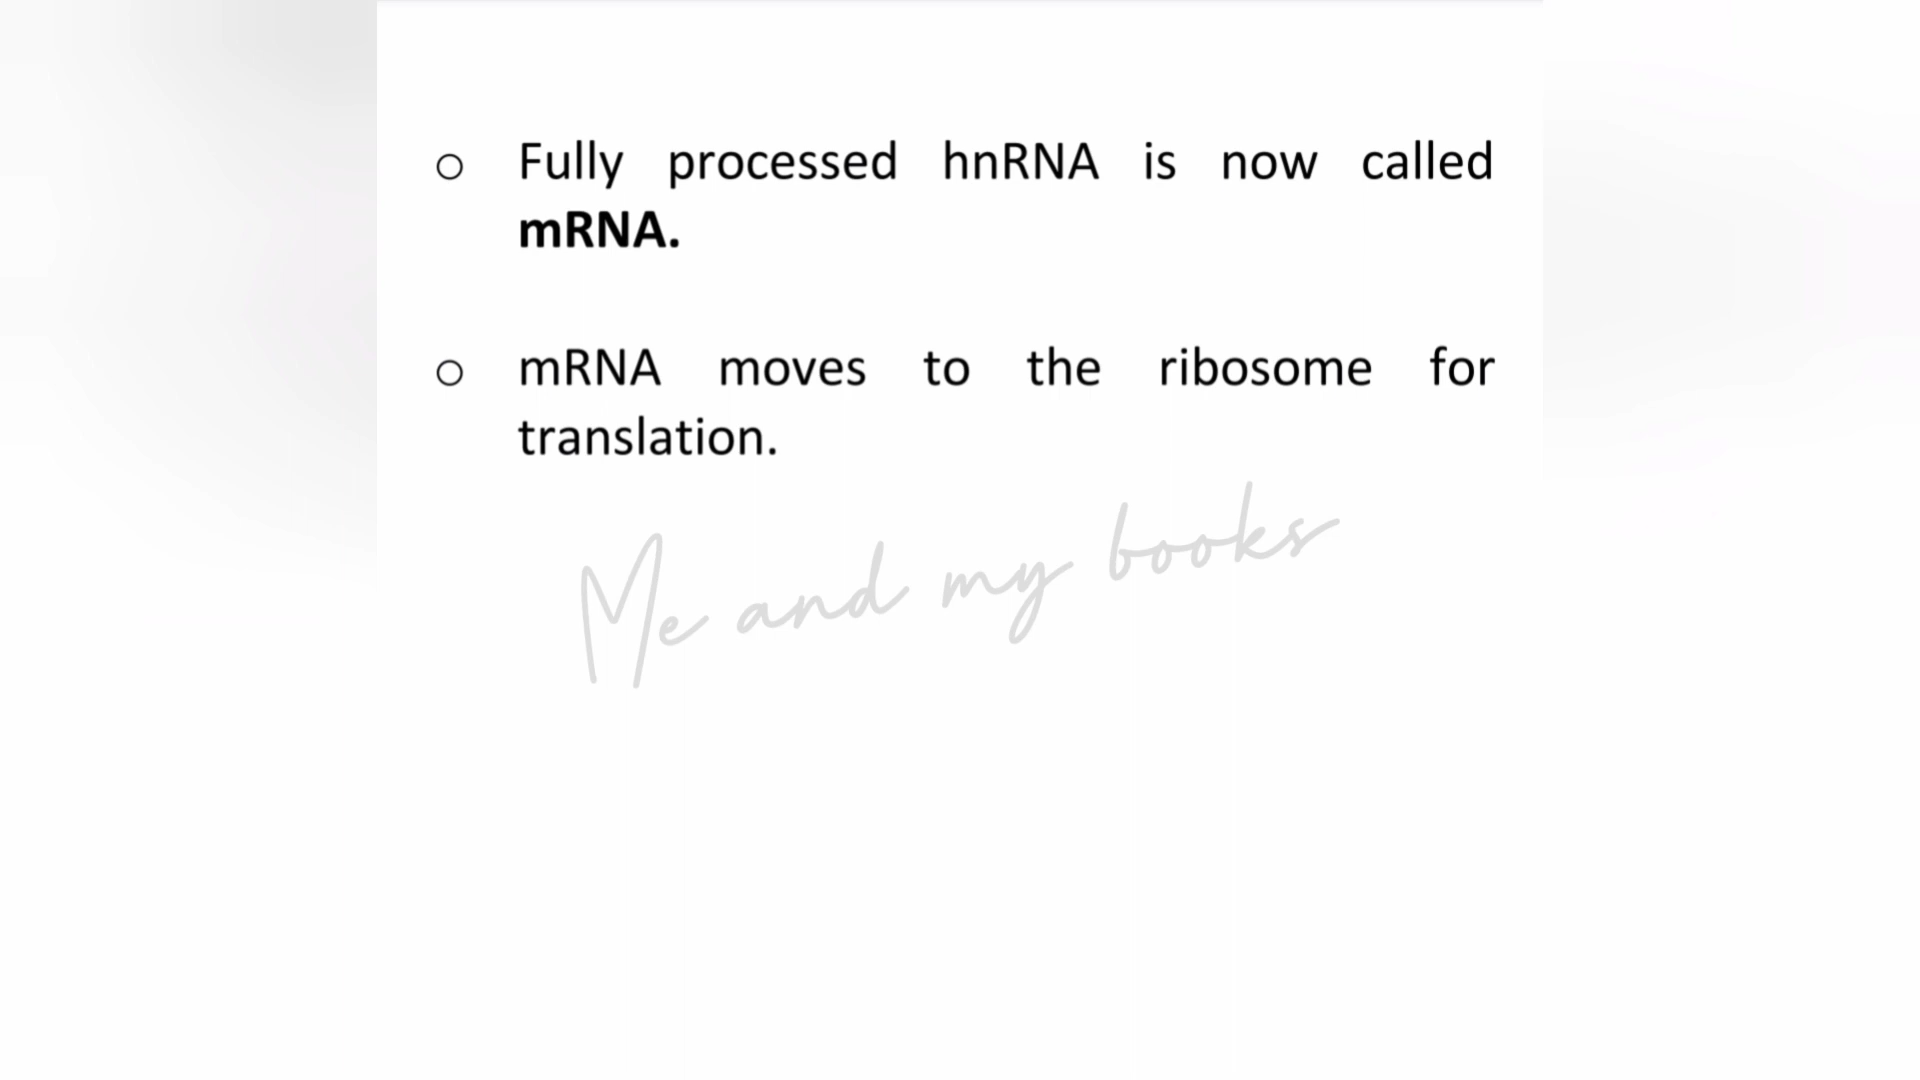 ○ Fully processed hnRNA is now called
mRNA.
○ mRNA moves to the ribosome for
translation.
Me and my books